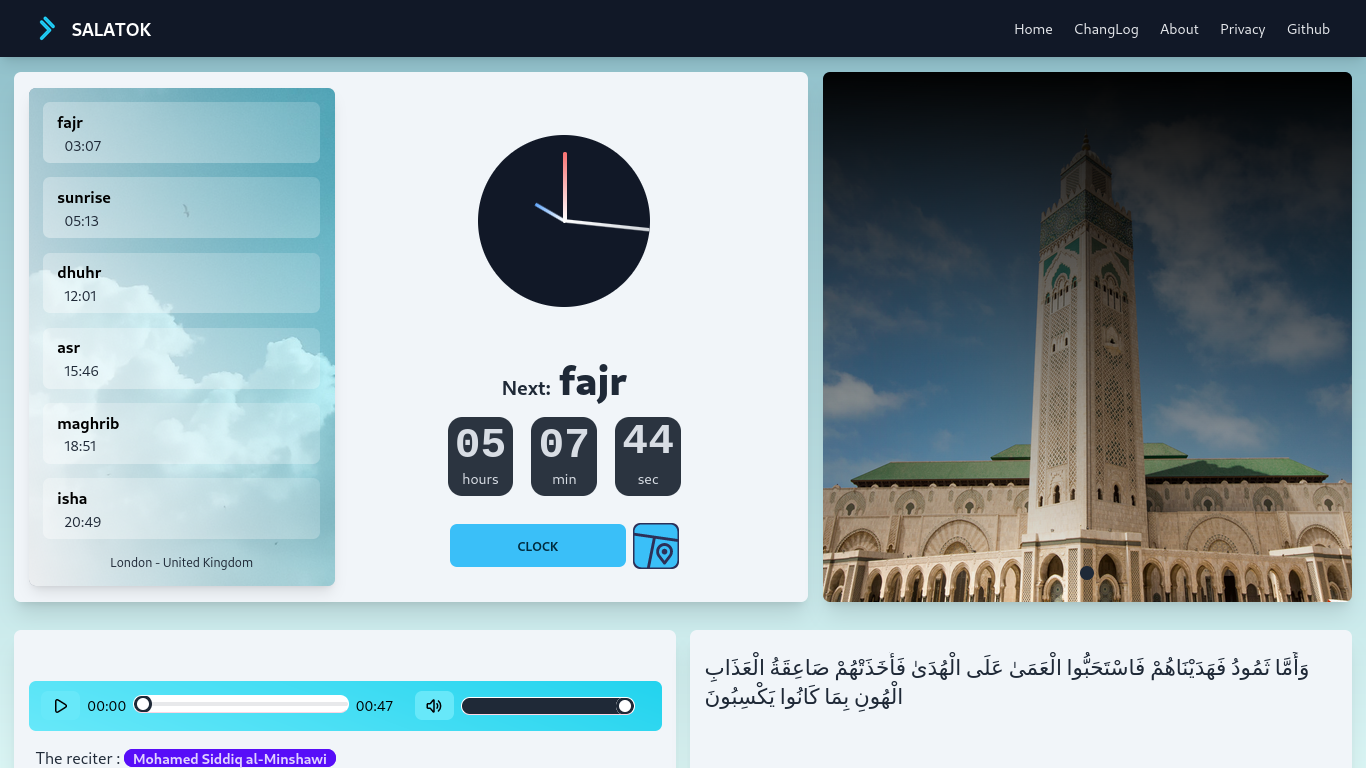 SALATOK
Home ChangLog About Privacy Github
fajr
03:07
sunrise
05:13
dhuhr
12:01
asr
15:46
maghrib
18:51
isha
20:49
London - United Kingdom
Next: fajr
05 07 44
hours min sec
CLOCK
00:00 00:47
The reciter : Mohamed Siddiq al-Minshawi
وَأَمَّا ثَمُودُ فَهَدَيْنَاهُمْ فَاسْتَحَبُّوا الْعَمَىٰ عَلَى الْهُدَىٰ فَأَخَذَتْهُمْ صَاعِقَةُ الْعَذَابِ
الْهُونِ بِمَا كَانُوا يَكْسِبُونَ